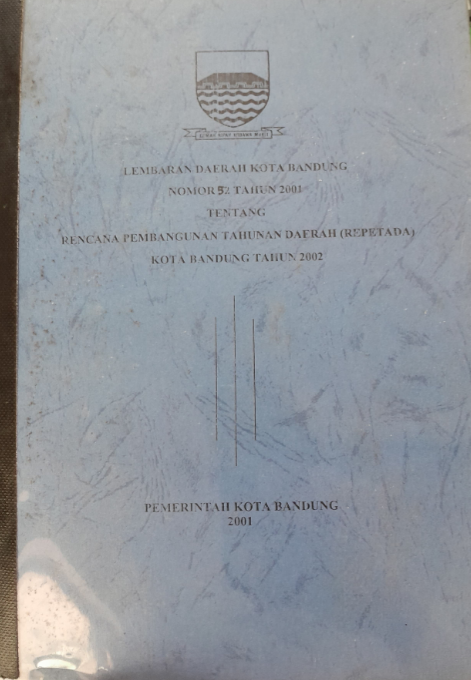 LEMBARAN DAERAH KOTA BANDUNG
NOMOR 52 TAHUN 2001
TENTANG
RENCANA PEMBANGUNAN TAHUNAN DAERAH (REPETADA)
KOTA BANDUNG TAHUN 2002
PEMERINTAH KOTA BANDUNG
2001